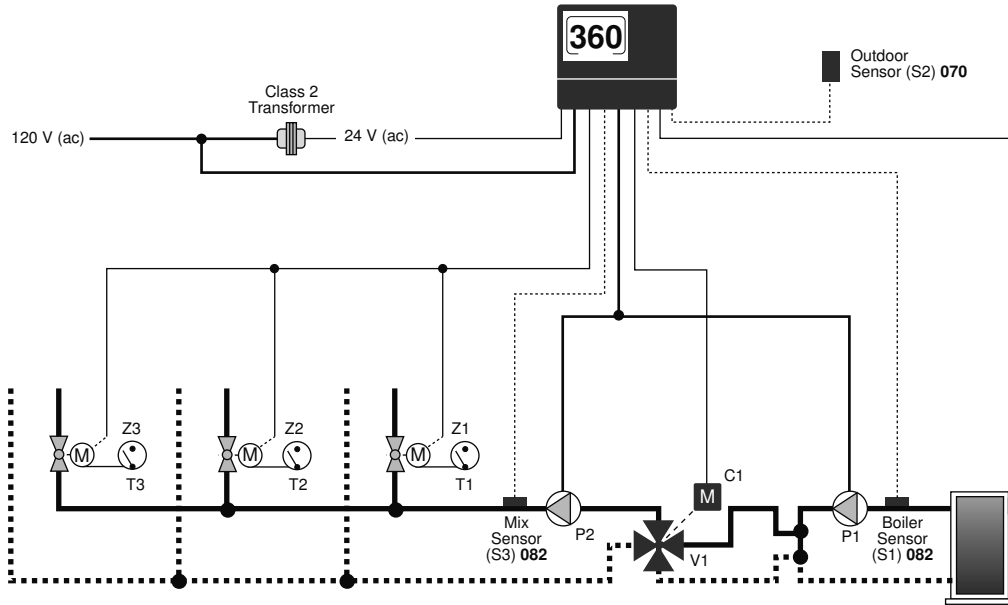 360
Outdoor
Sensor (S2) 070
Class 2
Transformer
120 V (ac)
24 V (ac)
Z3
M
T3
Z2
M
T2
Z1
M
T1
C1
M
Mix
Sensor
(S3) 082
P2
V1
P1
Boiler
Sensor
(S1) 082